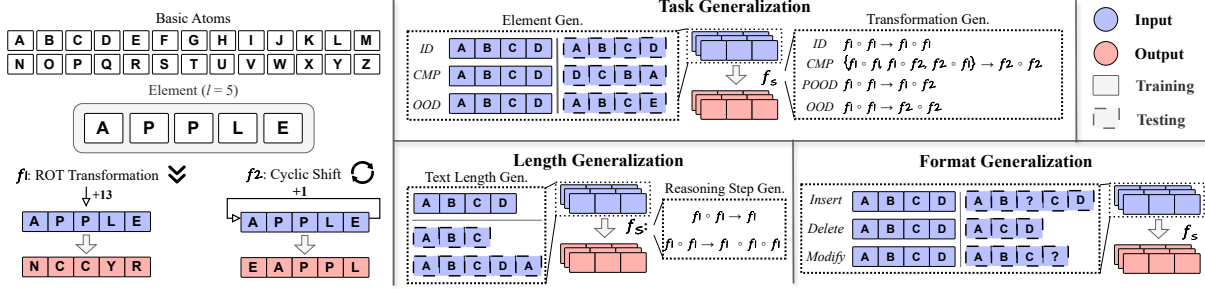 Basic Atoms
A B C D E F G H I J K L M
N O P Q R S T U V W X Y Z
Element (l = 5)
A P P L E
f1: ROT Transformation
+13
A P P L E
N C C Y R
f2: Cyclic Shift
+1
A P P L E
E A P P L
Task Generalization
Element Gen.
ID A B C D A B C D
CMP A B C D D C B A
OOD A B C D A B C E
fs
Transformation Gen.
ID f1 ∘ f1 → f1 ∘ f1
CMP {f1 ∘ f1, f1 ∘ f2, f2 ∘ f1} → f2 ∘ f2
POOD f1 ∘ f1 → f1 ∘ f2
OOD f1 ∘ f1 → f2 ∘ f2
Input
Output
Training
Testing
Length Generalization
Text Length Gen.
A B C D
A B C
A B C D A
fs:
Reasoning Step Gen.
f1 ∘ f1 → f1
f1 ∘ f1 → f1 ∘ f1 ∘ f1
Format Generalization
Insert A B C D A B ? C D
Delete A B C D A C D
Modify A B C D A B C ?
fs